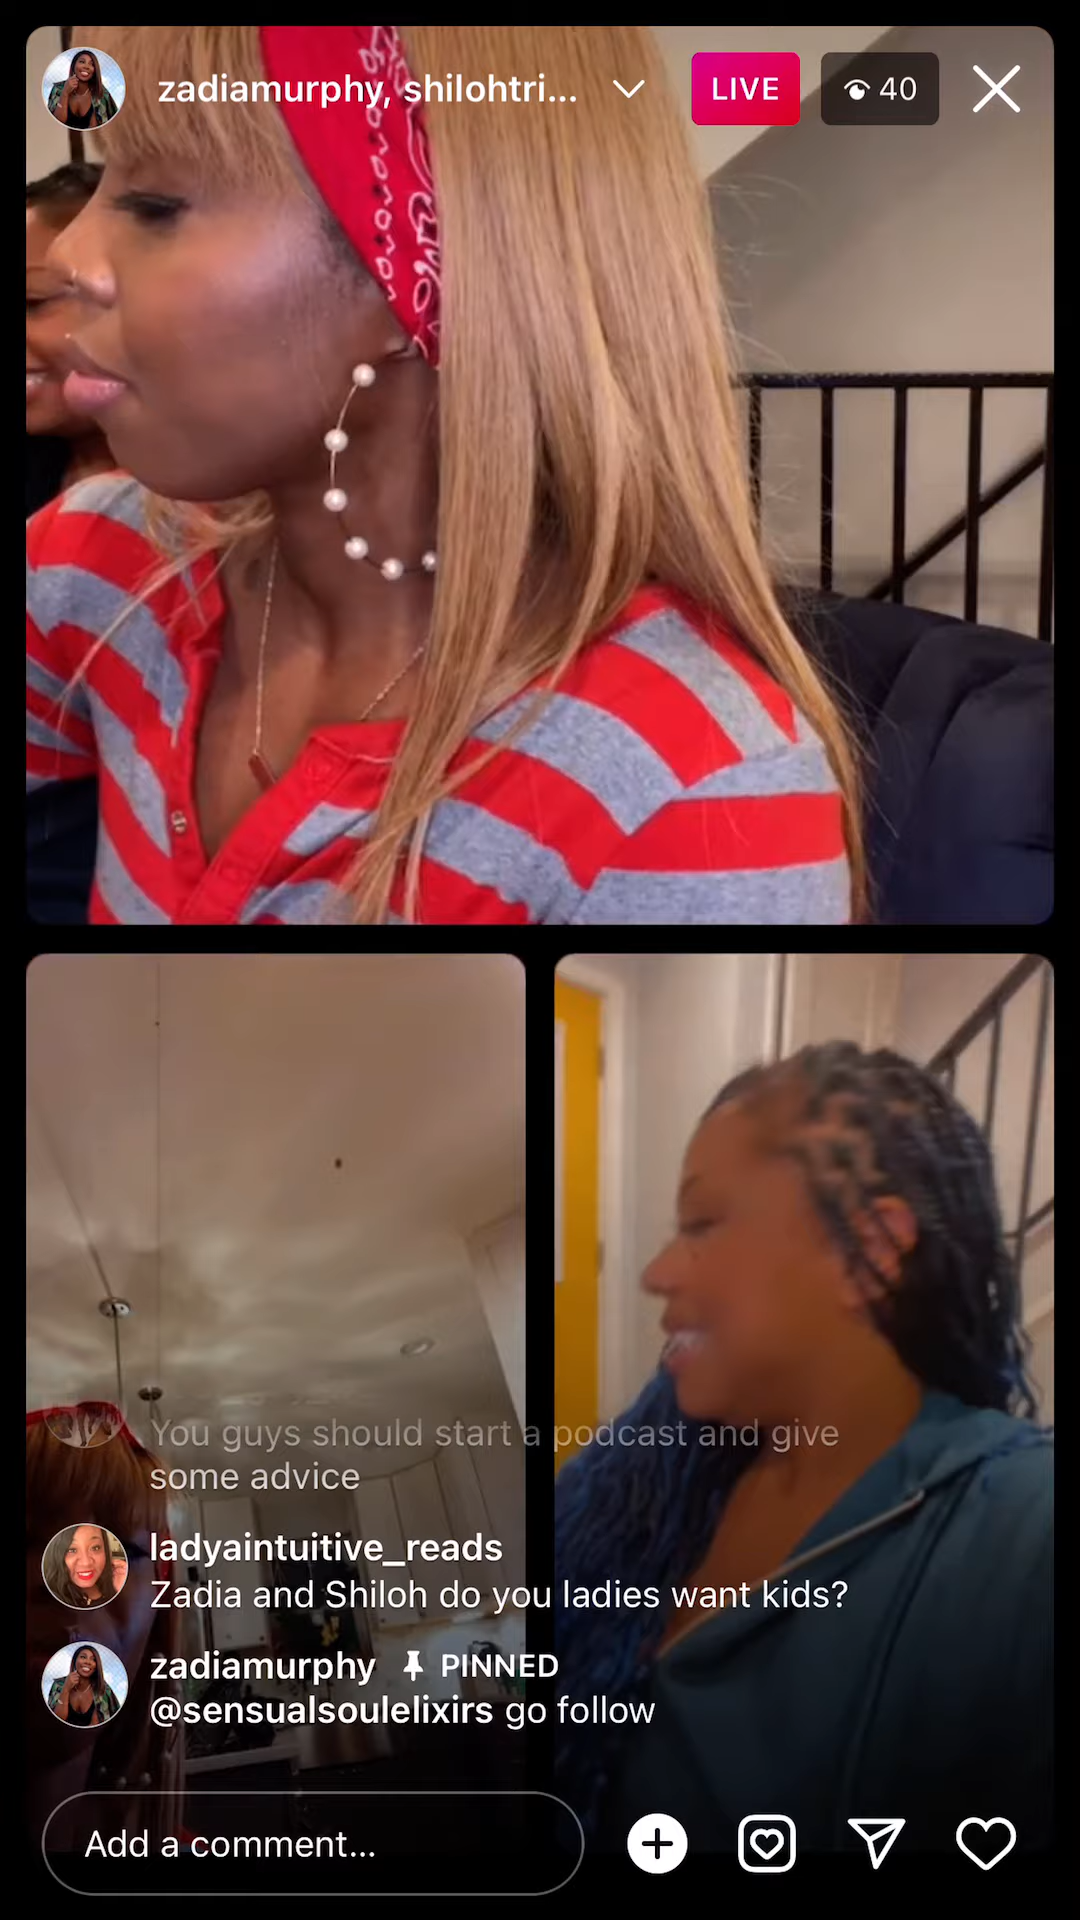 zadiamurphy, shilohtri...
LIVE
40
You guys should start a podcast and give
some advice
ladyaintuitive_reads
Zadia and Shiloh do you ladies want kids?
zadiamurphy PINNED
@sensualsoulelixirs go follow
Add a comment...